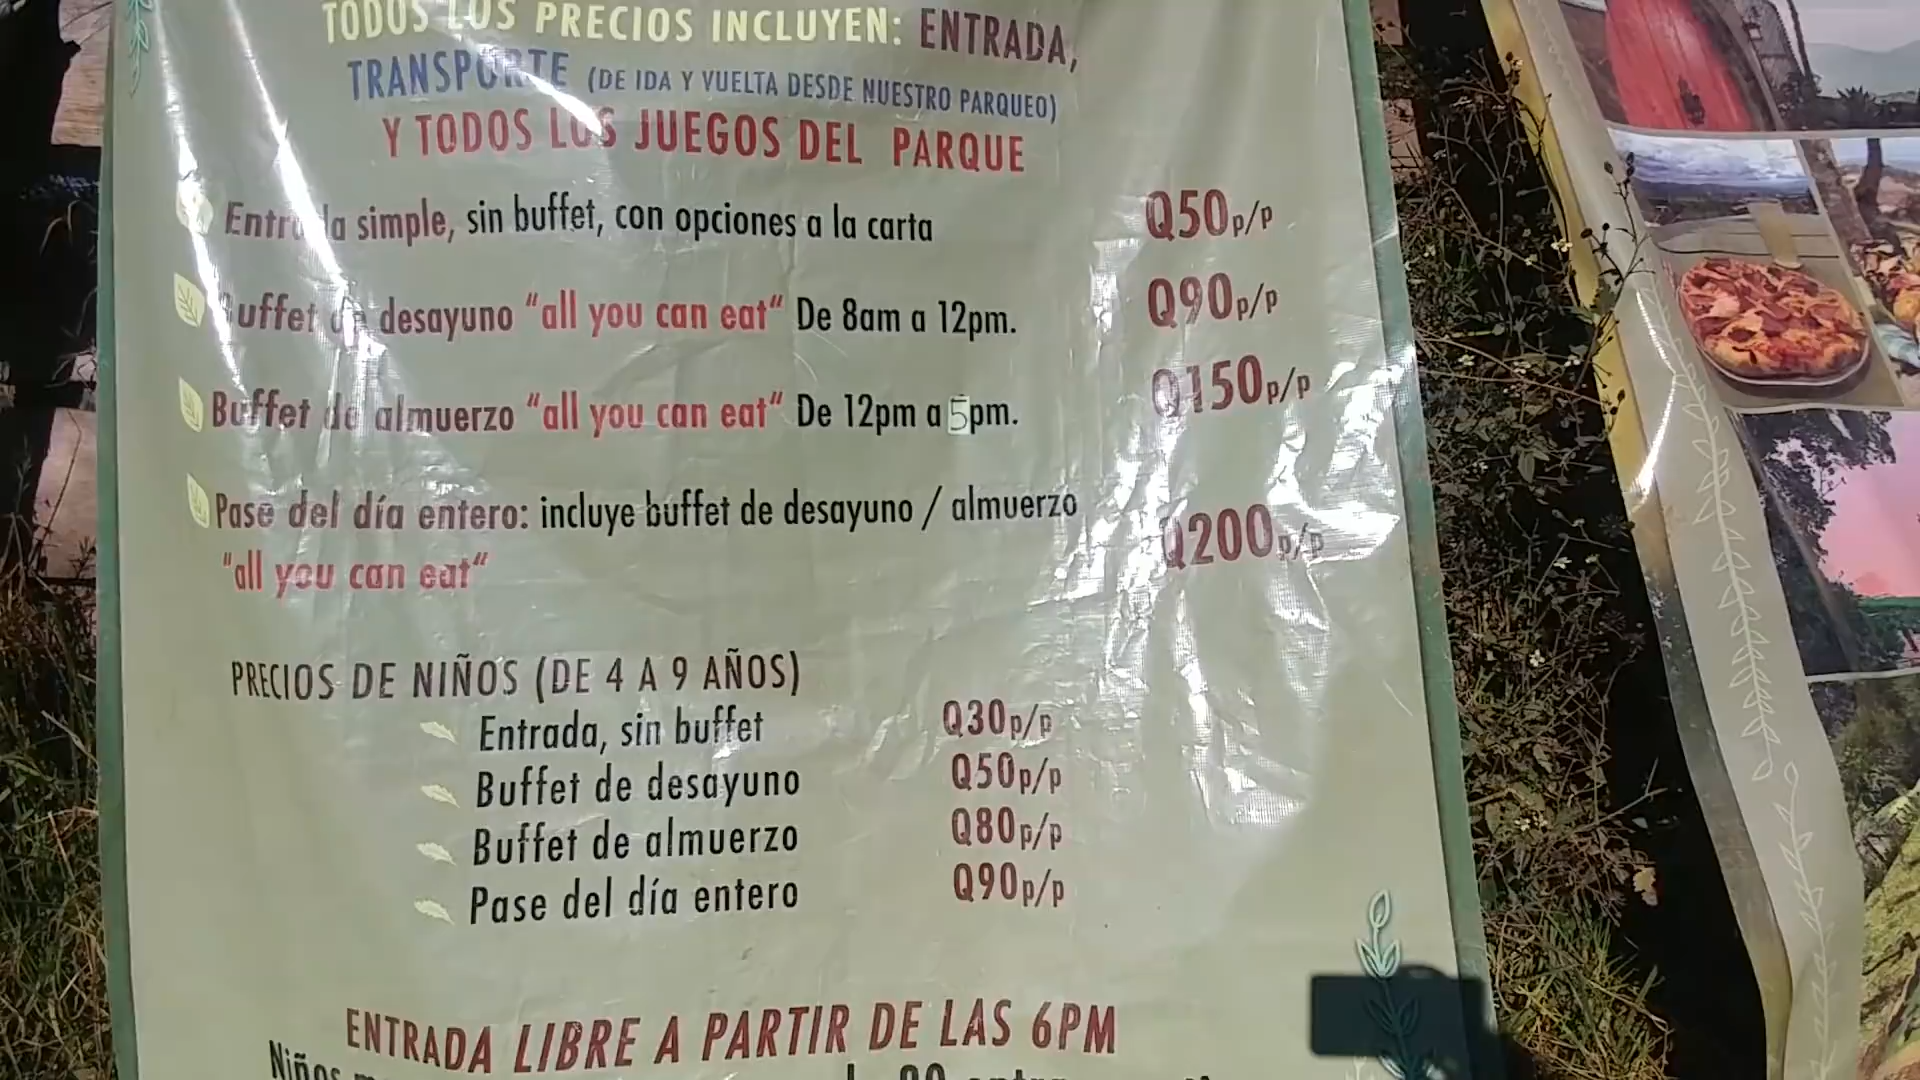 TODOS LOS PRECIOS INCLUYEN: ENTRADA,
TRANSPORTE (DE IDA Y VUELTA DESDE NUESTRO PARQUEO)
Y TODOS LOS JUEGOS DEL PARQUE
Entrada simple, sin buffet, con opciones a la carta Q50p/p
Buffet de desayuno “all you can eat“ De 8am a 12pm. Q90p/p
Buffet de almuerzo “all you can eat“ De 12pm a 5pm. Q150p/p
Pase del día entero: incluye buffet de desayuno / almuerzo Q200p/p
"all you can eat“
PRECIOS DE NIÑOS (DE 4 A 9 AÑOS)
Entrada, sin buffet Q30p/p
Buffet de desayuno Q50p/p
Buffet de almuerzo Q80p/p
Pase del día entero Q90p/p
ENTRADA LIBRE A PARTIR DE LAS 6PM
Niños